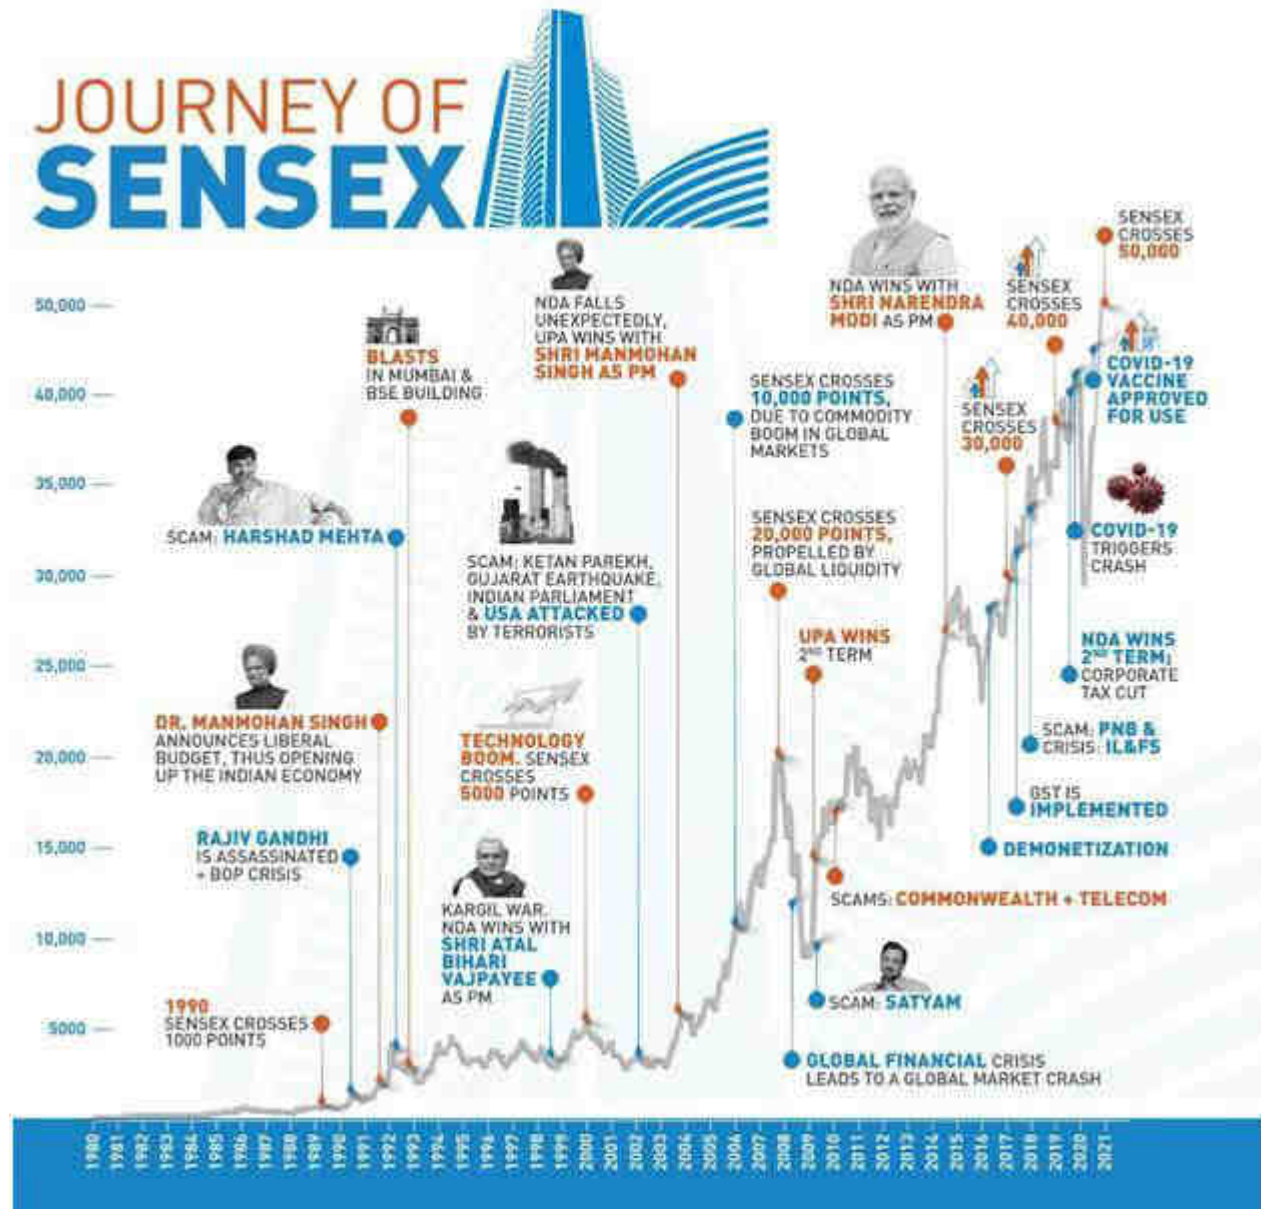 JOURNEY OF
SENSEX
50,000
40,000
35,000
30,000
25,000
20,000
15,000
10,000
5000
1990
SENSEX CROSSES
1000 POINTS
RAJIV GANDHI
IS ASSASSINATED
+ BOP CRISIS
DR. MANMOHAN SINGH
ANNOUNCES LIBERAL
BUDGET, THUS OPENING
UP THE INDIAN ECONOMY
SCAM: HARSHAD MEHTA
BLASTS
IN MUMBAI &
BSE BUILDING
KARGIL WAR.
NDA WINS WITH
SHRI ATAL
BIHARI
VAJPAYEE
AS PM
TECHNOLOGY
BOOM. SENSEX
CROSSES
5000 POINTS
SCAM: KETAN PAREKH,
GUJARAT EARTHQUAKE,
INDIAN PARLIAMENT
& USA ATTACKED
BY TERRORISTS
NDA FALLS
UNEXPECTEDLY,
UPA WINS WITH
SHRI MANMOHAN
SINGH AS PM
SENSEX CROSSES
10,000 POINTS,
DUE TO COMMODITY
BOOM IN GLOBAL
MARKETS
SENSEX CROSSES
20,000 POINTS,
PROPELLED BY
GLOBAL LIQUIDITY
GLOBAL FINANCIAL CRISIS
LEADS TO A GLOBAL MARKET CRASH
SCAM: SATYAM
UPA WINS
2ND TERM
SCAMS: COMMONWEALTH + TELECOM
NDA WINS WITH
SHRI NARENDRA
MODI AS PM
DEMONETIZATION
SENSEX
CROSSES
30,000
GST IS
IMPLEMENTED
SCAM: PNB &
CRISIS: IL&FS
SENSEX
CROSSES
40,000
NDA WINS
2ND TERM;
CORPORATE
TAX CUT
COVID-19
TRIGGERS
CRASH
COVID-19
VACCINE
APPROVED
FOR USE
SENSEX
CROSSES
50,000
1980
1981
1982
1983
1984
1985
1986
1987
1988
1989
1990
1991
1992
1993
1994
1995
1996
1997
1998
1999
2000
2001
2002
2003
2004
2005
2006
2007
2008
2009
2010
2011
2012
2013
2014
2015
2016
2017
2018
2019
2020
2021